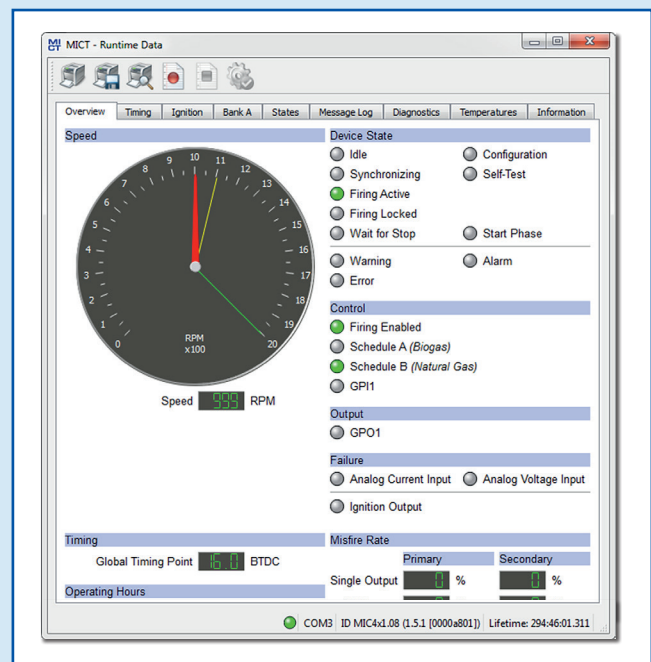 MICT MICT - Runtime Data
Overview Timing Ignition Bank A States Message Log Diagnostics Temperatures Information
Speed
0 1 2 3 4 5 6 7 8 9 10 11 12 13 14 15 16 17 18 19 20
RPM
x100
Speed 999 RPM
Timing
Global Timing Point 16.0 BTDC
Operating Hours
Device State
Idle Configuration
Synchronizing Self-Test
Firing Active
Firing Locked
Wait for Stop Start Phase
Warning Alarm
Error
Control
Firing Enabled
Schedule A (Biogas)
Schedule B (Natural Gas)
GPI1
Output
GPO1
Failure
Analog Current Input Analog Voltage Input
Ignition Output
Misfire Rate
Primary Secondary
Single Output 0 % 0 %
COM3 ID MIC4x1.08 (1.5.1 [0000a801]) Lifetime: 294:46:01.311